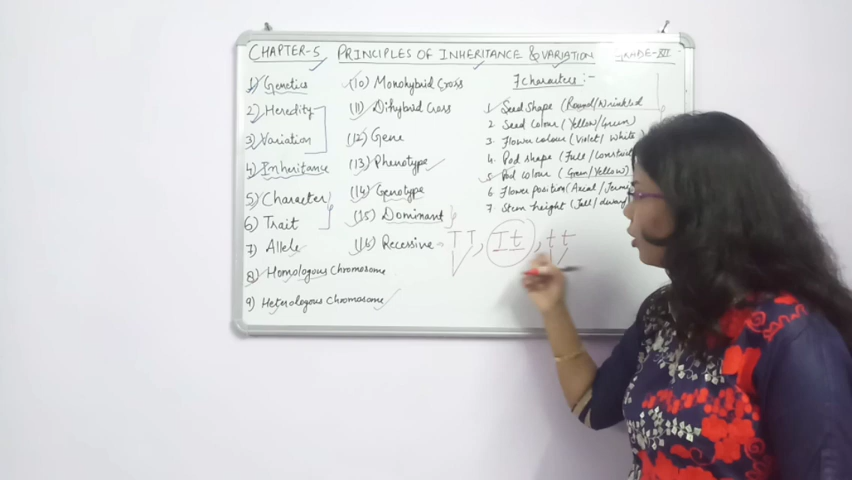 CHAPTER-5 PRINCIPLES OF INHERITANCE & VARIATION GRADE-XII
1) Genetics
2) Heredity
3) Variation
4) Inheritance
5) Character
6) Trait
7) Allele
8) Homologous Chromosome
9) Heterologous Chromosome
(10) Monohybrid Cross
(11) Dihybrid Cross
(12) Gene
(13) Phenotype
(14) Genotype
(15) Dominant
(16) Recessive
7 characters:-
1. Seed shape (Round/Wrinkled
2. Seed colour (Yellow/Green)
3. Flower colour (Violet/White
4. Pod shape (Full/
5. Pod colour (Green/Yellow)
6 Flower position (Axial/
7 Stem height (Tall/
TT, Tt, tt